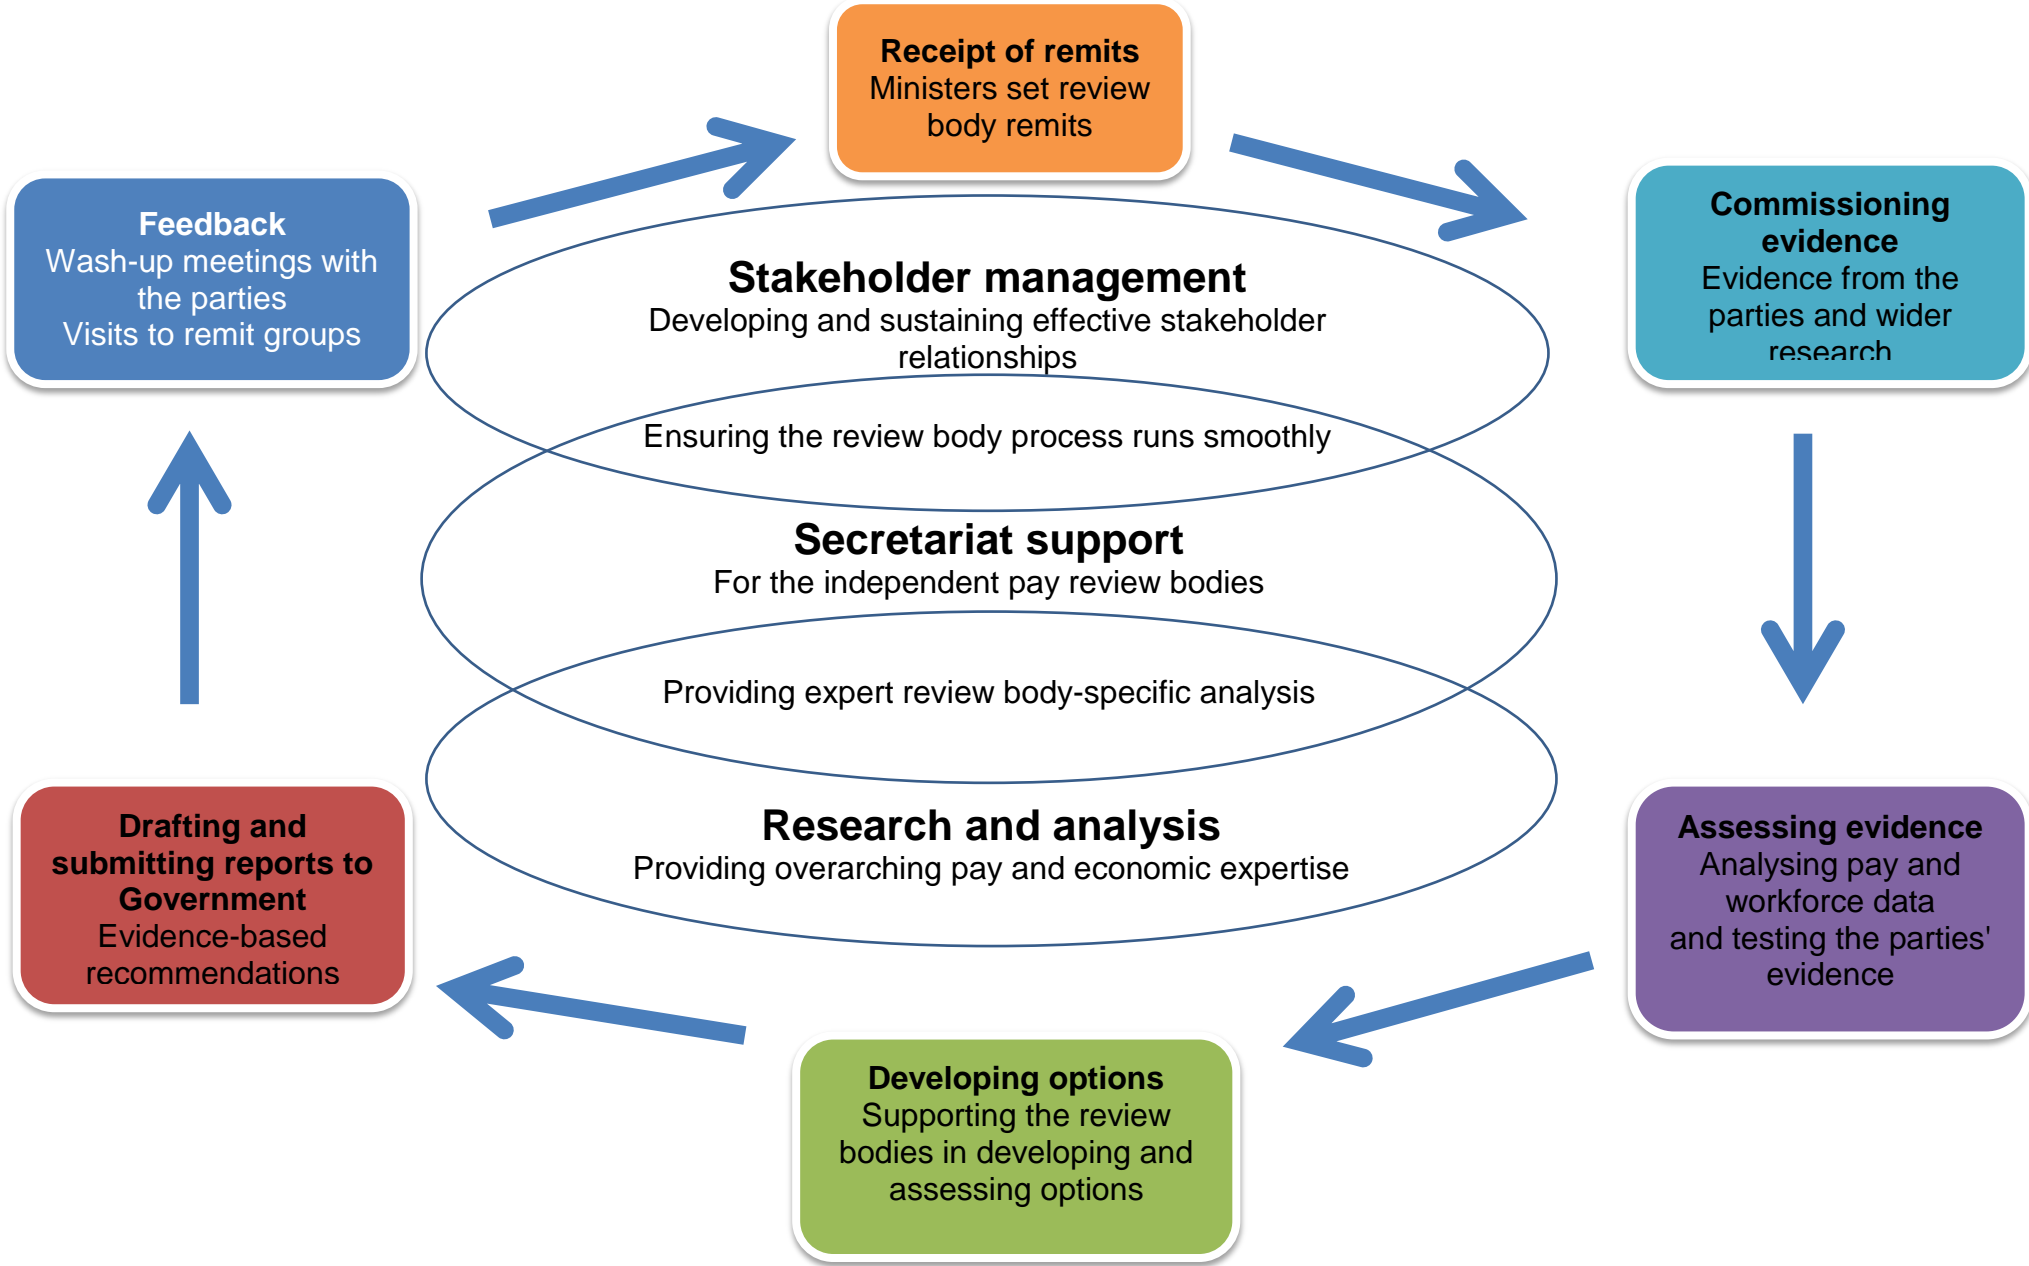 Receipt of remits
Ministers set review
body remits
Feedback
Wash-up meetings with
the parties
Visits to remit groups
Commissioning
evidence
Evidence from the
parties and wider
research
Stakeholder management
Developing and sustaining effective stakeholder
relationships
Ensuring the review body process runs smoothly
Secretariat support
For the independent pay review bodies
Providing expert review body-specific analysis
Research and analysis
Providing overarching pay and economic expertise
Drafting and
submitting reports to
Government
Evidence-based
recommendations
Assessing evidence
Analysing pay and
workforce data
and testing the parties'
evidence
Developing options
Supporting the review
bodies in developing and
assessing options